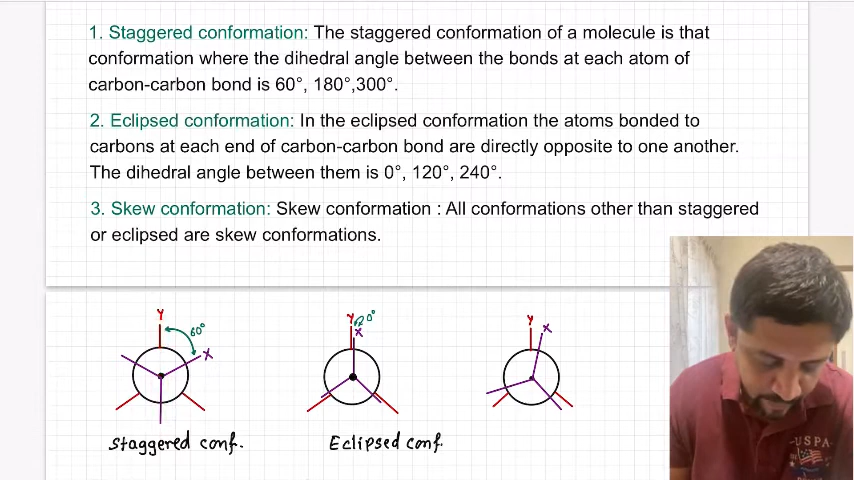 1. Staggered conformation: The staggered conformation of a molecule is that
conformation where the dihedral angle between the bonds at each atom of
carbon-carbon bond is 60°, 180°,300°.
2. Eclipsed conformation: In the eclipsed conformation the atoms bonded to
carbons at each end of carbon-carbon bond are directly opposite to one another.
The dihedral angle between them is 0°, 120°, 240°.
3. Skew conformation: Skew conformation : All conformations other than staggered
or eclipsed are skew conformations.
Y 60° X
Y 0° X
Y X
Staggered conf.
Eclipsed conf.
USPA